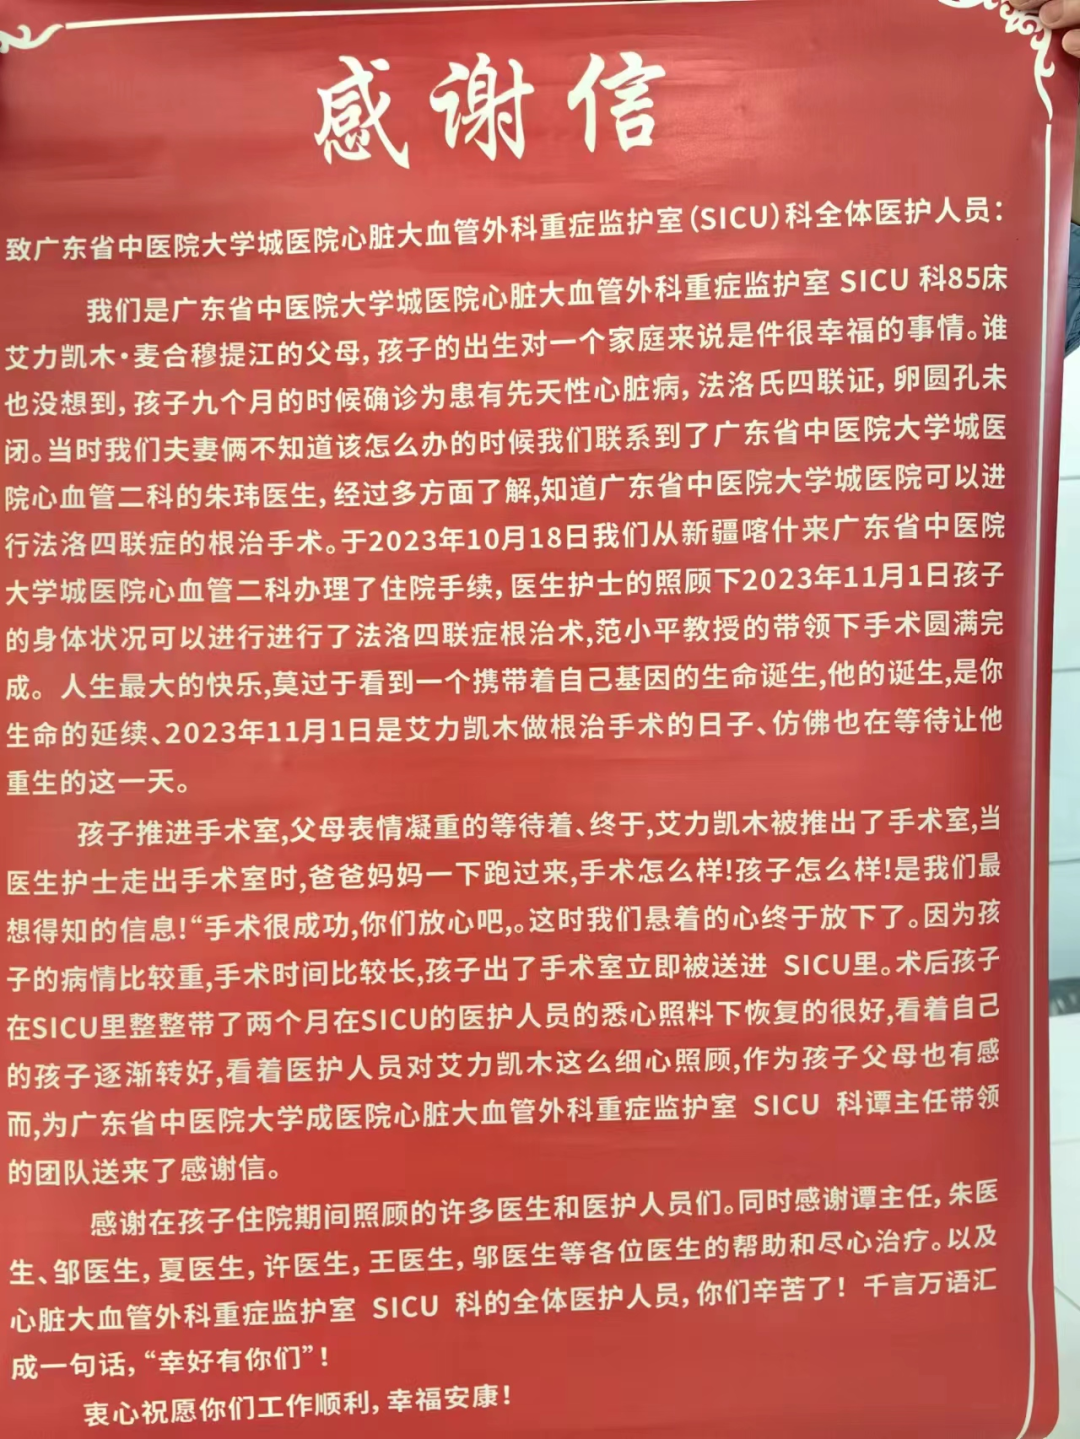 感谢信
致广东省中医院大学城医院心脏大血管外科重症监护室(SICU)科全体医护人员：
我们是广东省中医院大学城医院心脏大血管外科重症监护室 SICU 科85床
艾力凯木·麦合穆提江的父母，孩子的出生对一个家庭来说是件很幸福的事情。谁
也没想到，孩子九个月的时候确诊为患有先天性心脏病，法洛氏四联证，卵圆孔未
闭。当时我们夫妻俩不知道该怎么办的时候我们联系到了广东省中医院大学城医
院心血管二科的朱玮医生，经过多方面了解,知道广东省中医院大学城医院可以进
行法洛四联症的根治手术。于2023年10月18日我们从新疆喀什来广东省中医院
大学城医院心血管二科办理了住院手续，医生护士的照顾下2023年11月1日孩子
的身体状况可以进行进行了法洛四联症根治术,范小平教授的带领下手术圆满完
成。人生最大的快乐,莫过于看到一个携带着自己基因的生命诞生,他的诞生,是你
生命的延续、2023年11月1日是艾力凯木做根治手术的日子、仿佛也在等待让他
重生的这一天。
孩子推进手术室,父母表情凝重的等待着、终于,艾力凯木被推出了手术室,当
医生护士走出手术室时,爸爸妈妈一下跑过来,手术怎么样!孩子怎么样!是我们最
想得知的信息!“手术很成功,你们放心吧,。这时我们悬着的心终于放下了。因为孩
子的病情比较重,手术时间比较长,孩子出了手术室立即被送进 SICU里。术后孩子
在SICU里整整带了两个月在SICU的医护人员的悉心照料下恢复的很好,看着自己
的孩子逐渐转好,看着医护人员对艾力凯木这么细心照顾,作为孩子父母也有感
而,为广东省中医院大学成医院心脏大血管外科重症监护室 SICU 科谭主任带领
的团队送来了感谢信。
感谢在孩子住院期间照顾的许多医生和医护人员们。同时感谢谭主任，朱医
生、邹医生，夏医生，许医生，王医生，邬医生等各位医生的帮助和尽心治疗。以及
心脏大血管外科重症监护室 SICU 科的全体医护人员，你们辛苦了！千言万语汇
成一句话，“幸好有你们”！
衷心祝愿你们工作顺利，幸福安康！